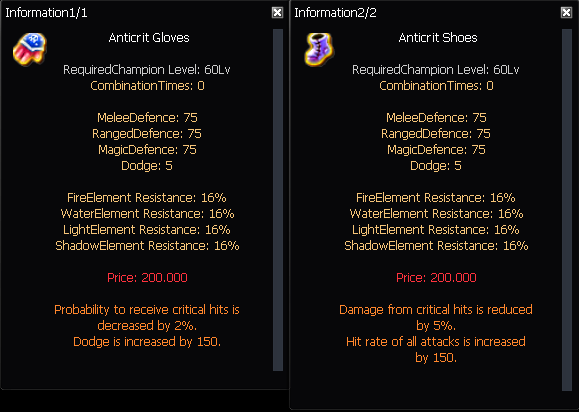 Information1/1
Anticrit Gloves
RequiredChampion Level: 60Lv
CombinationTimes: 0
MeleeDefence: 75
RangedDefence: 75
MagicDefence: 75
Dodge: 5
FireElement Resistance: 16%
WaterElement Resistance: 16%
LightElement Resistance: 16%
ShadowElement Resistance: 16%
Price: 200.000
Probability to receive critical hits is
decreased by 2%.
Dodge is increased by 150.
Information2/2
Anticrit Shoes
RequiredChampion Level: 60Lv
CombinationTimes: 0
MeleeDefence: 75
RangedDefence: 75
MagicDefence: 75
Dodge: 5
FireElement Resistance: 16%
WaterElement Resistance: 16%
LightElement Resistance: 16%
ShadowElement Resistance: 16%
Price: 200.000
Damage from critical hits is reduced
by 5%.
Hit rate of all attacks is increased
by 150.